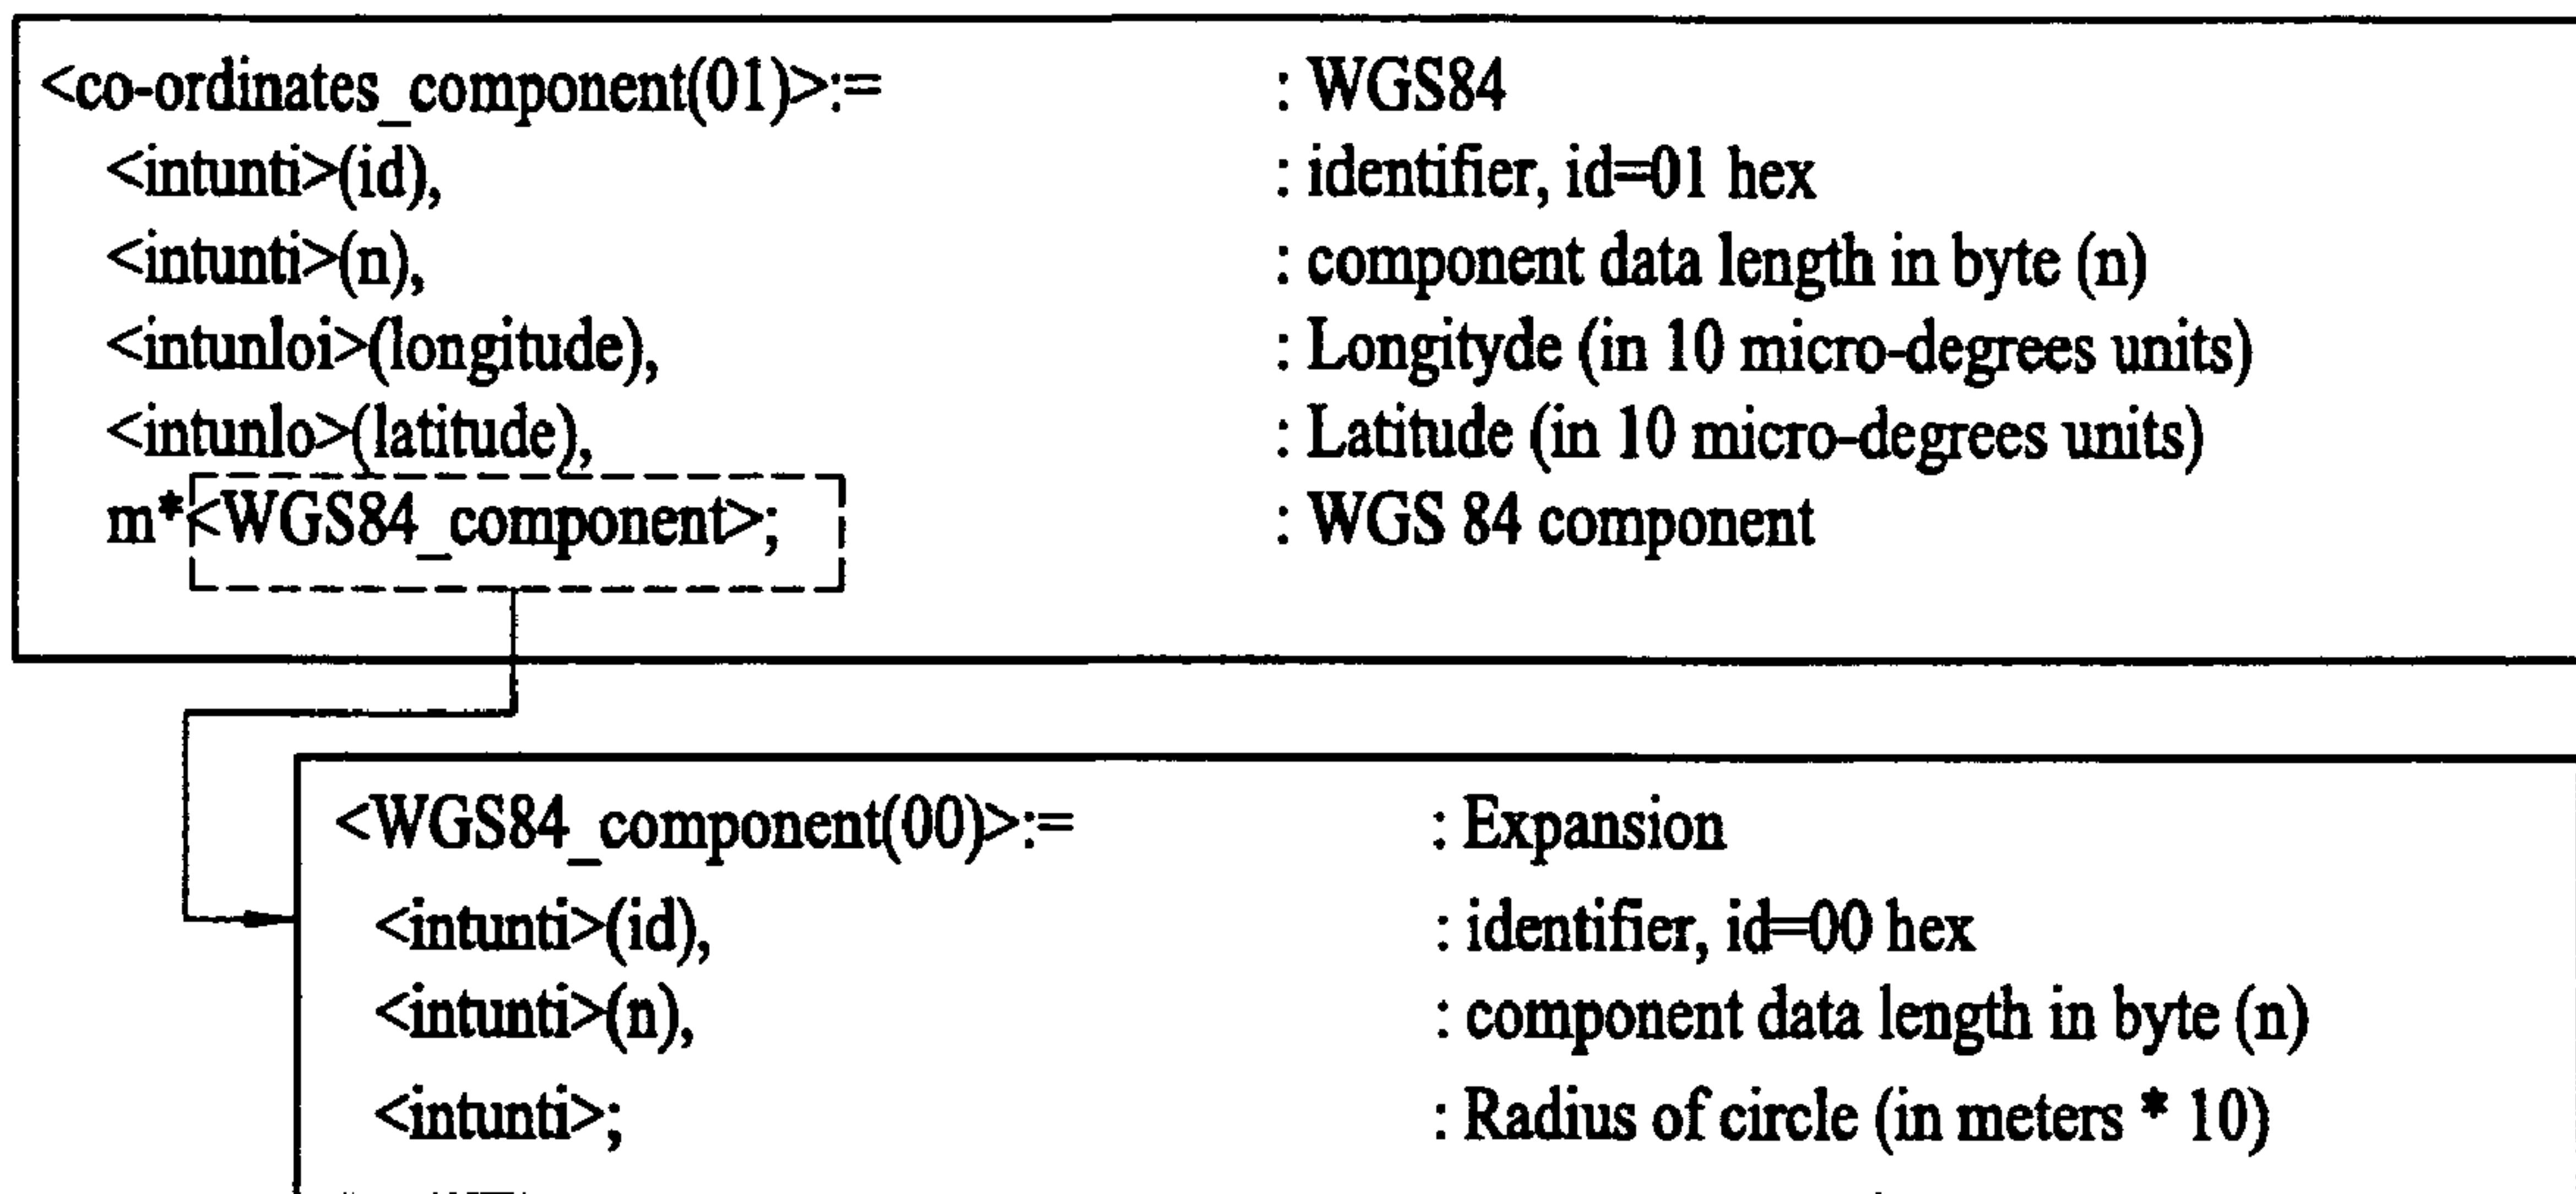 <co-ordinates_component(01)>:= : WGS84
<intunti>(id), : identifier, id=01 hex
<intunti>(n), : component data length in byte (n)
<intunloi>(longitude), : Longityde (in 10 micro-degrees units)
<intunlo>(latitude), : Latitude (in 10 micro-degrees units)
m*<WGS84_component>; : WGS 84 component
<WGS84_component(00)>:= : Expansion
<intunti>(id), : identifier, id=00 hex
<intunti>(n), : component data length in byte (n)
<intunti>; : Radius of circle (in meters * 10)